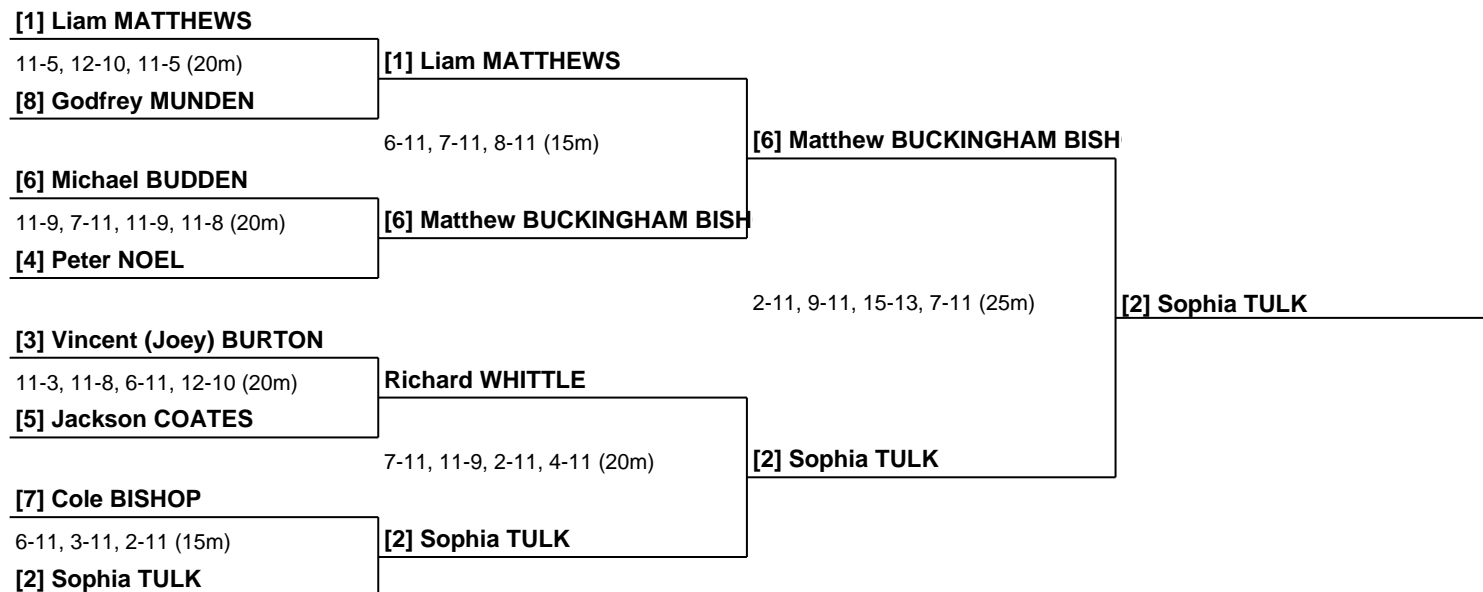 [1] Liam MATTHEWS
11-5, 12-10, 11-5 (20m)
[8] Godfrey MUNDEN
[6] Michael BUDDEN
11-9, 7-11, 11-9, 11-8 (20m)
[4] Peter NOEL
[3] Vincent (Joey) BURTON
11-3, 11-8, 6-11, 12-10 (20m)
[5] Jackson COATES
[7] Cole BISHOP
6-11, 3-11, 2-11 (15m)
[2] Sophia TULK
[1] Liam MATTHEWS
6-11, 7-11, 8-11 (15m)
[6] Matthew BUCKINGHAM BISH
Richard WHITTLE
7-11, 11-9, 2-11, 4-11 (20m)
[2] Sophia TULK
[6] Matthew BUCKINGHAM BISH
2-11, 9-11, 15-13, 7-11 (25m)
[2] Sophia TULK
[2] Sophia TULK